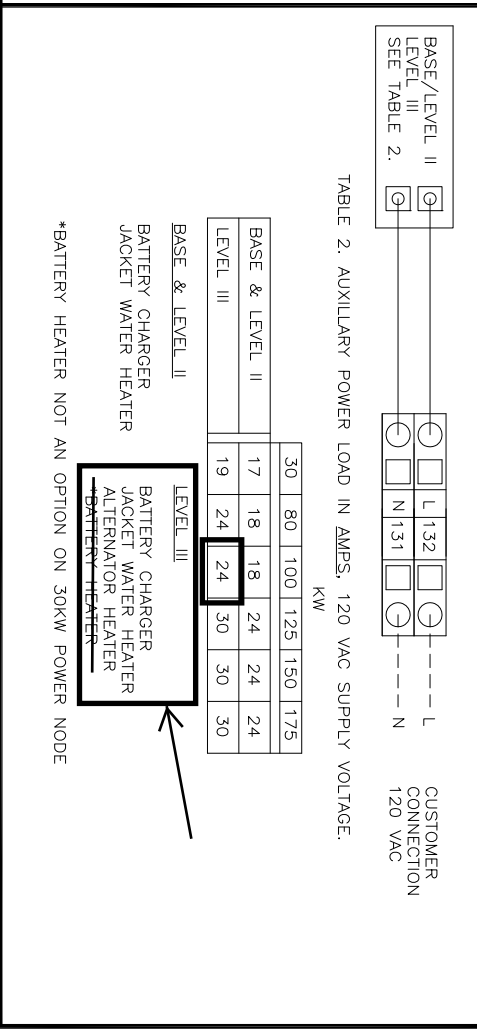 BASE/LEVEL II
LEVEL III
SEE TABLE 2.
L 132
N 131
L
N
CUSTOMER
CONNECTION
120 VAC
TABLE 2. AUXILLARY POWER LOAD IN AMPS, 120 VAC SUPPLY VOLTAGE.
KW
30 80 100 125 150 175
BASE & LEVEL II 17 18 18 24 24 24
LEVEL III 19 24 24 30 30 30
BASE & LEVEL II
BATTERY CHARGER
JACKET WATER HEATER
LEVEL III
BATTERY CHARGER
JACKET WATER HEATER
ALTERNATOR HEATER
*BATTERY HEATER
*BATTERY HEATER NOT AN OPTION ON 30KW POWER NODE